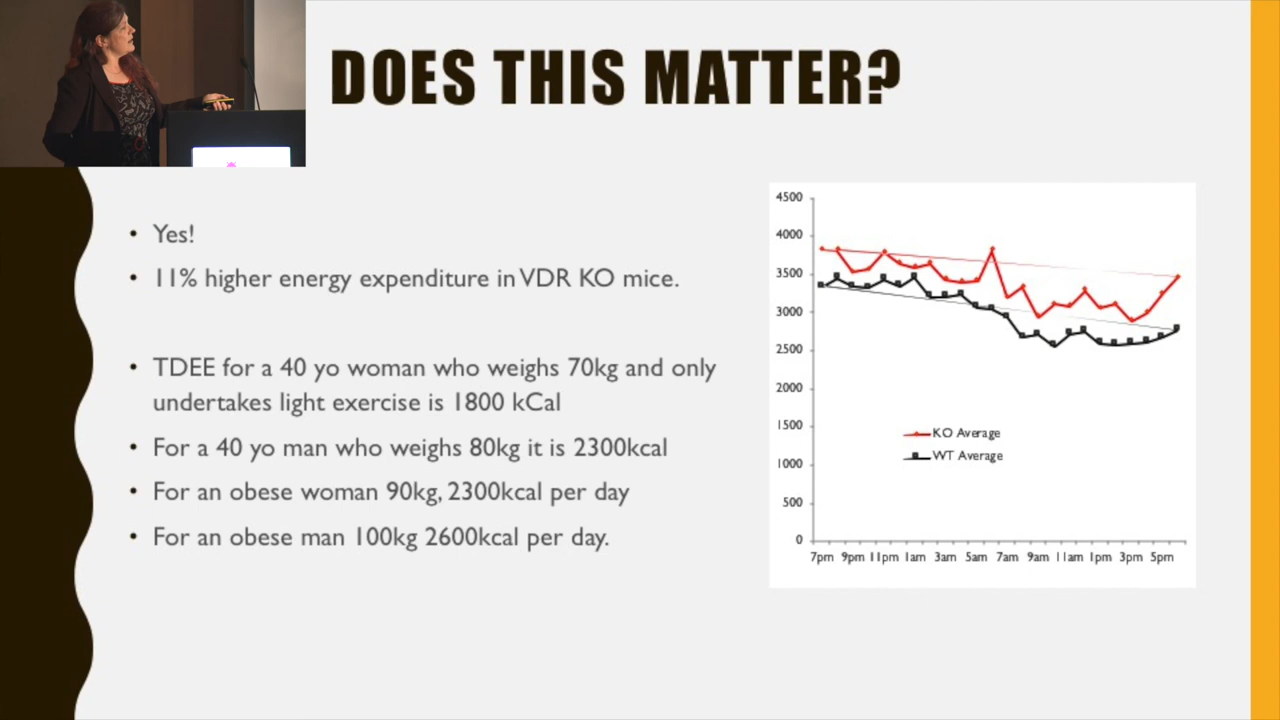 DOES THIS MATTER?
• Yes!
• 11% higher energy expenditure in VDR KO mice.
• TDEE for a 40 yo woman who weighs 70kg and only
undertakes light exercise is 1800 kCal
• For a 40 yo man who weighs 80kg it is 2300kcal
• For an obese woman 90kg, 2300kcal per day
• For an obese man 100kg 2600kcal per day.
4500
4000
3500
3000
2500
2000
1500
1000
500
0
KO Average
WT Average
7pm 9pm 11pm 1am 3am 5am 7am 9am 11am 1pm 3pm 5pm